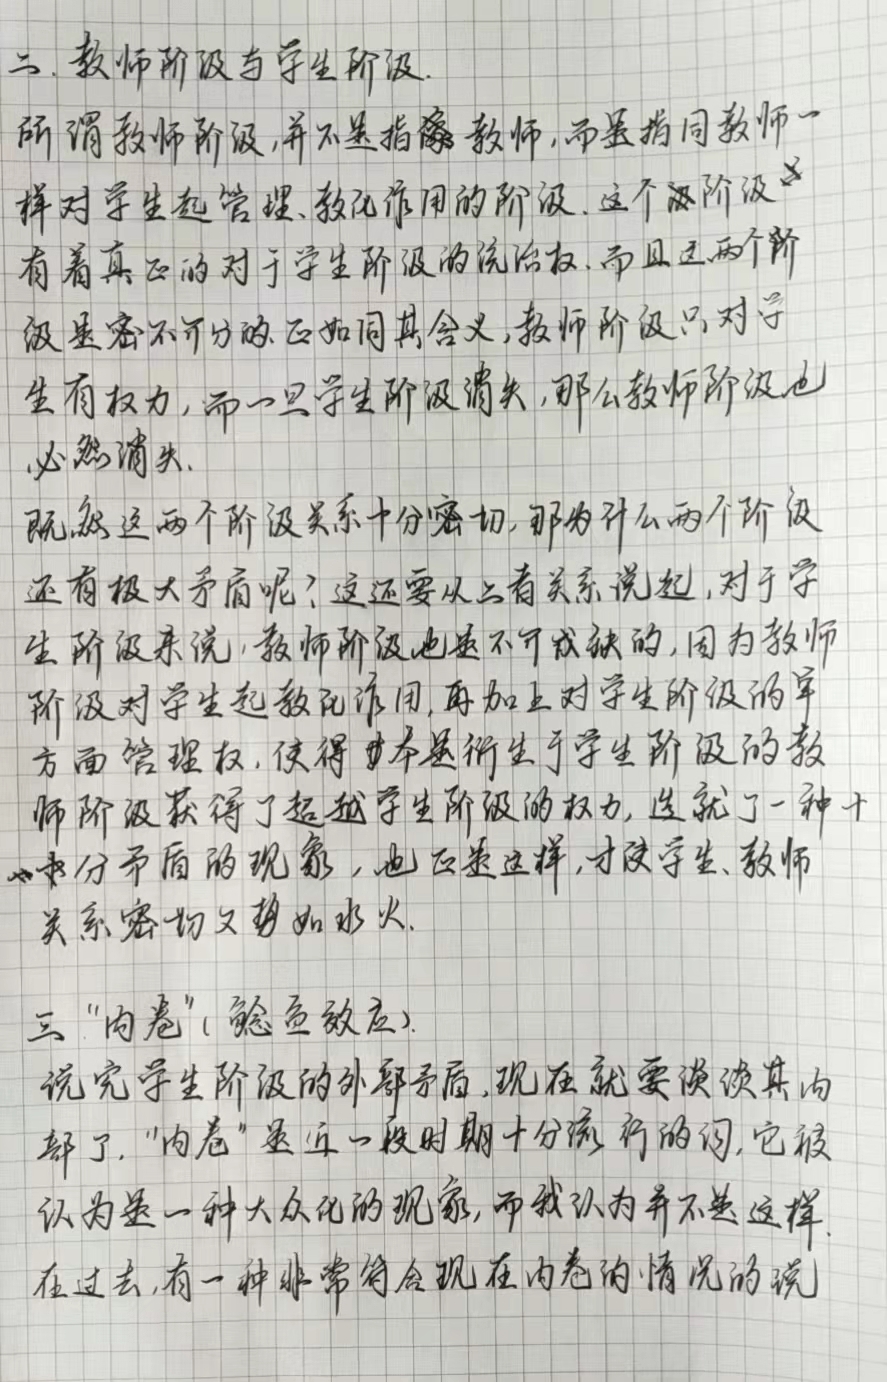 二.教师阶级与学生阶级.
所谓教师阶级,并不是指教师,而是指同教师一
样对学生起管理、教化作用的阶级.这个阶级
有着真正的对于学生阶级的统治权.而且这两个阶
级是密不可分的.正如同其含义,教师阶级只对学
生有权力,而一旦学生阶级消失,那么教师阶级也
必然消失.
既然这两个阶级关系十分密切,那为什么两个阶级
还有极大矛盾呢?这还要从二者关系说起,对于学
生阶级来说,教师阶级也是不可或缺的,因为教师
阶级对学生起教化作用,再加上对学生阶级的单
方面管理权,使得本是衍生于学生阶级的教
师阶级获得了超越学生阶级的权力,造就了一种十
分矛盾的现象,也正是这样,才使学生、教师
关系密切又势如水火.
三"内卷"(鲶鱼效应).
说完学生阶级的外部矛盾,现在就要谈谈其内
部了."内卷"是近一段时期十分流行的词,它被
认为是一种大众化的现象,而我认为并不是这样.
在过去,有一种非常符合现在内卷的情况的说